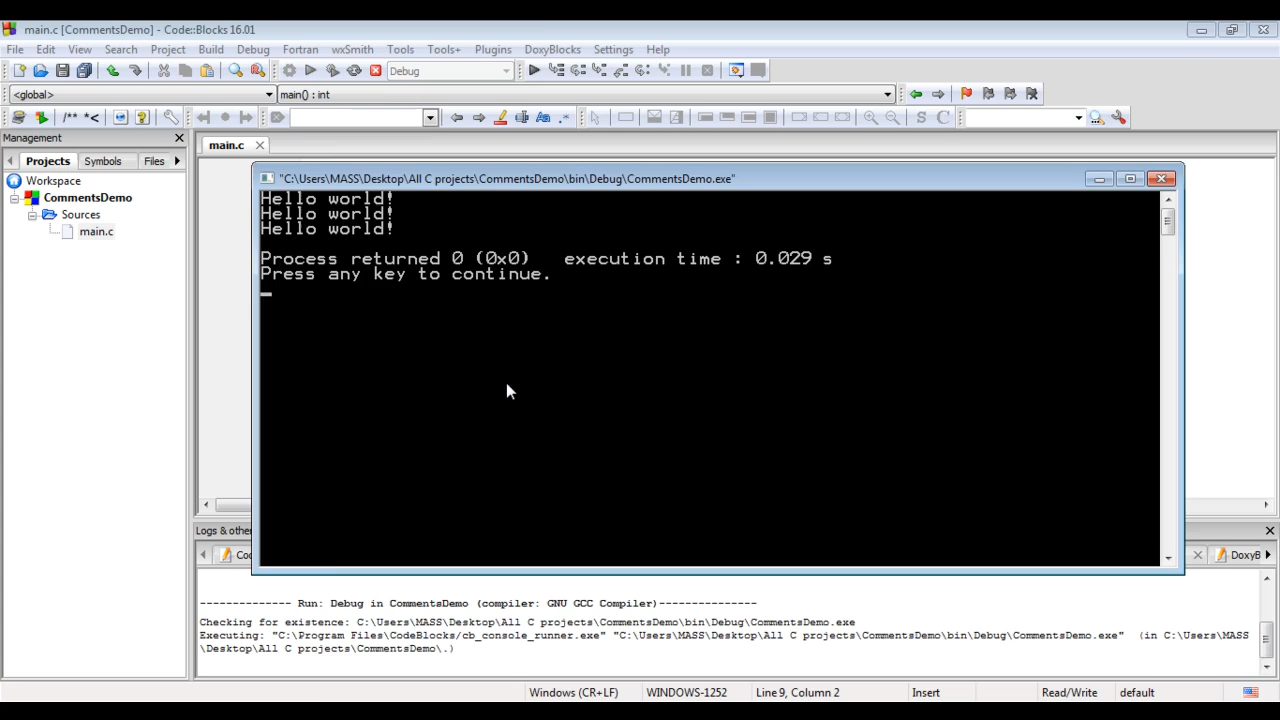 main.c [CommentsDemo] - Code::Blocks 16.01
File Edit View Search Project Build Debug Fortran wxSmith Tools Tools+ Plugins DoxyBlocks Settings Help
Debug
<global> main() : int
/** *<
S C
Management
main.c
Projects Symbols Files
"C:\Users\MASS\Desktop\All C projects\CommentsDemo\bin\Debug\CommentsDemo.exe"
Workspace
CommentsDemo
Sources
main.c
Hello world!
Hello world!
Hello world!
Process returned 0 (0x0) execution time : 0.029 s
Press any key to continue.
Logs & othe
Coc DoxyB
-------------- Run: Debug in CommentsDemo (compiler: GNU GCC Compiler)---------------
Checking for existence: C:\Users\MASS\Desktop\All C projects\CommentsDemo\bin\Debug\CommentsDemo.exe
Executing: "C:\Program Files\CodeBlocks/cb_console_runner.exe" "C:\Users\MASS\Desktop\All C projects\CommentsDemo\bin\Debug\CommentsDemo.exe" (in C:\Users\MASS
\Desktop\All C projects\CommentsDemo\.)
Windows (CR+LF) WINDOWS-1252 Line 9, Column 2 Insert Read/Write default